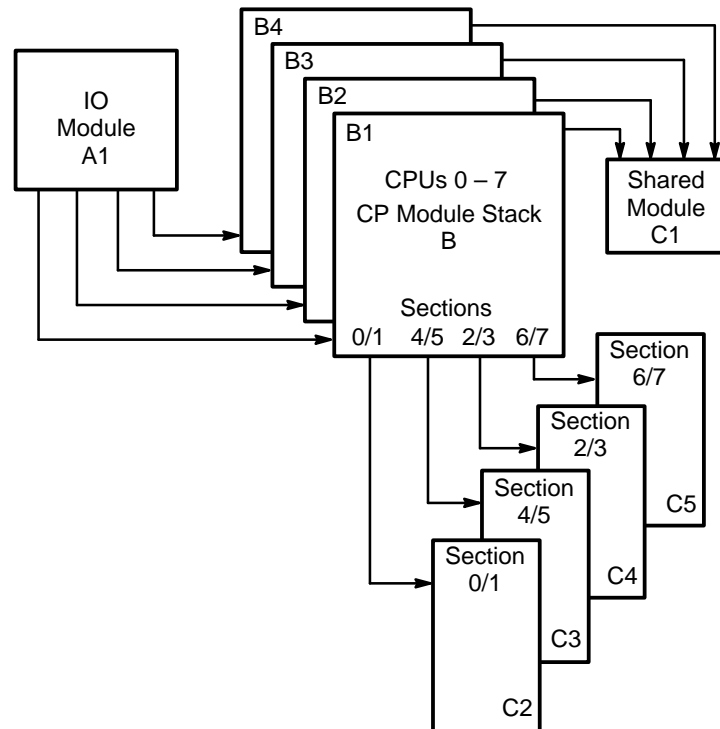 B4
B3
B2
B1
IO
Module
A1
CPUs 0 – 7
CP Module Stack
B
Shared
Module
C1
Sections
0/1 4/5 2/3 6/7
Section
6/7
C5
Section
2/3
C4
Section
4/5
C3
Section
0/1
C2